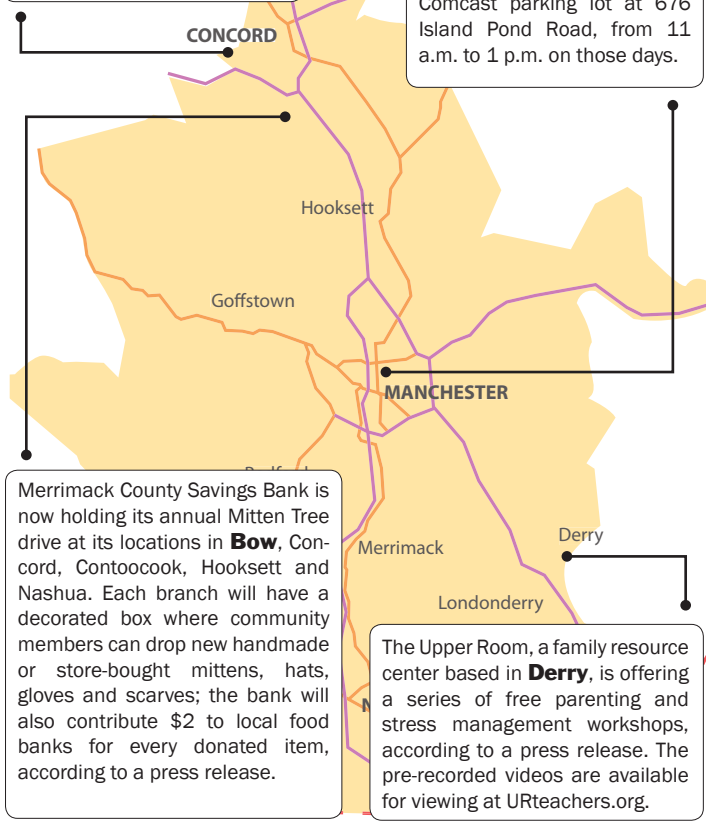 Comcast parking lot at 676
Island Pond Road, from 11
a.m. to 1 p.m. on those days.
CONCORD
Hooksett
Goffstown
MANCHESTER
Merrimack County Savings Bank is
now holding its annual Mitten Tree
drive at its locations in Bow, Con-
cord, Contoocook, Hooksett and
Nashua. Each branch will have a
decorated box where community
members can drop new handmade
or store-bought mittens, hats,
gloves and scarves; the bank will
also contribute $2 to local food
banks for every donated item,
according to a press release.
Merrimack
Derry
Londonderry
The Upper Room, a family resource
center based in Derry, is offering
a series of free parenting and
stress management workshops,
according to a press release. The
pre-recorded videos are available
for viewing at URteachers.org.